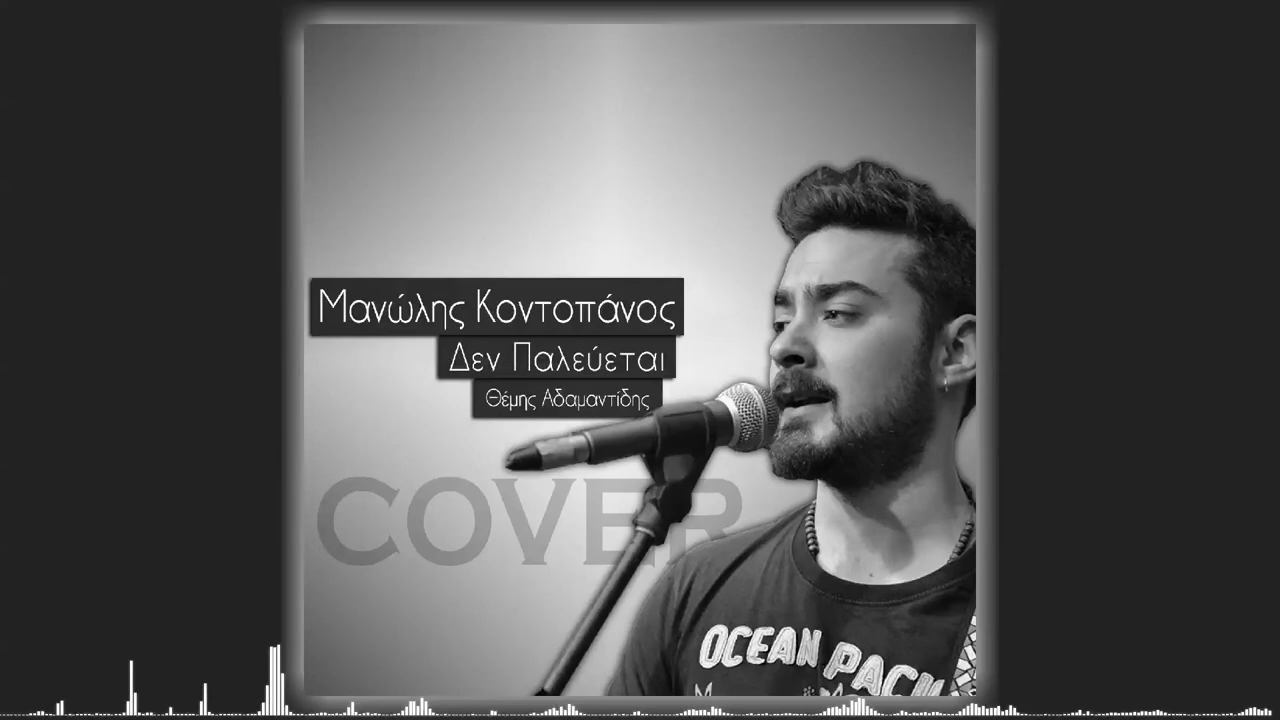 Μανώλης Κοντοπάνος
Δεν Παλεύεται
Θέμης Αδαμαντίδης
COVER
OCEAN PACI